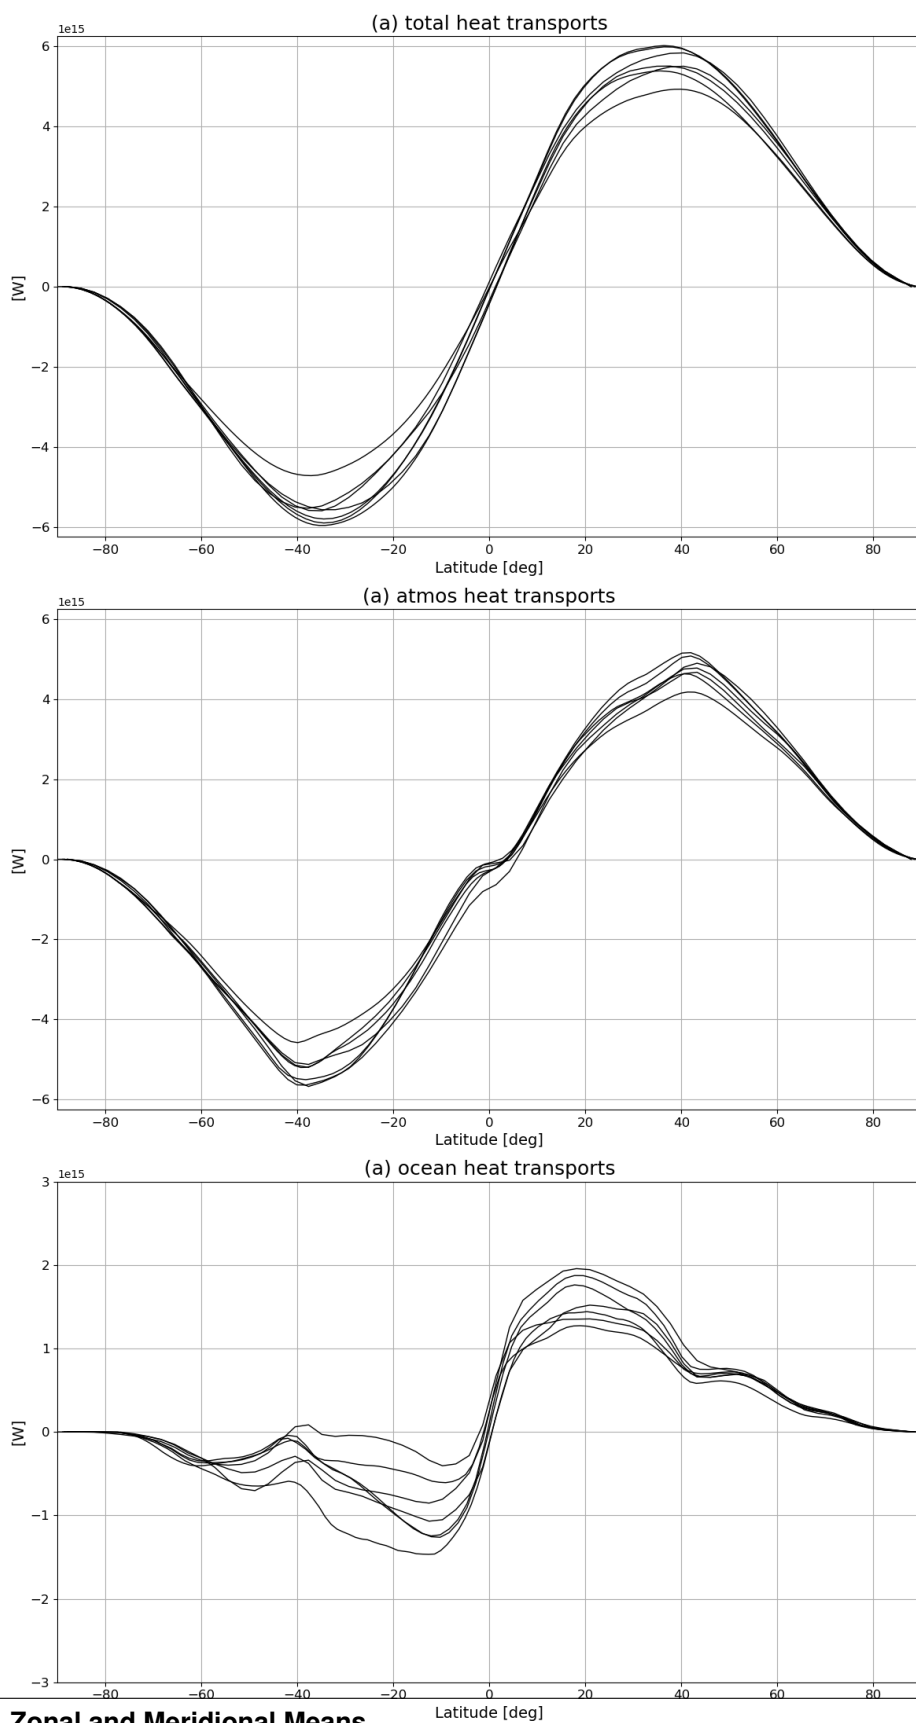 (a) total heat transports
1e15
6
4
2
0
−2
−4
−6
[W]
−80 −60 −40 −20 0 20 40 60 80
Latitude [deg]
(a) atmos heat transports
1e15
6
4
2
0
−2
−4
−6
[W]
−80 −60 −40 −20 0 20 40 60 80
Latitude [deg]
(a) ocean heat transports
1e15
3
2
1
0
−1
−2
−3
[W]
−80 −60 −40 −20 0 20 40 60 80
Latitude [deg]
Zonal and Meridional Means